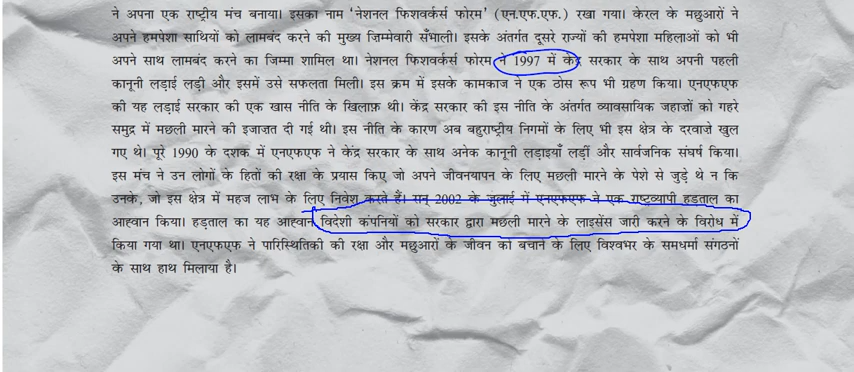 ने अपना एक राष्ट्रीय मंच बनाया। इसका नाम 'नेशनल फिशवर्कर्स फोरम' (एन.एफ.एफ.) रखा गया। केरल के मछुआरों ने
अपने हमपेशा साथियों को लामबंद करने की मुख्य जिम्मेवारी सँभाली। इसके अंतर्गत दूसरे राज्यों की हमपेशा महिलाओं को भी
अपने साथ लामबंद करने का जिम्मा शामिल था। नेशनल फिशवर्कर्स फोरम ने 1997 में केंद्र सरकार के साथ अपनी पहली
कानूनी लड़ाई लड़ी और इसमें उसे सफलता मिली। इस क्रम में इसके कामकाज ने एक ठोस रूप भी ग्रहण किया। एनएफएफ
की यह लड़ाई सरकार की एक खास नीति के खिलाफ़ थी। केंद्र सरकार की इस नीति के अंतर्गत व्यावसायिक जहाजों को गहरे
समुद्र में मछली मारने की इजाजत दी गई थी। इस नीति के कारण अब बहुराष्ट्रीय निगमों के लिए भी इस क्षेत्र के दरवाजे खुल
गए थे। पूरे 1990 के दशक में एनएफएफ ने केंद्र सरकार के साथ अनेक कानूनी लड़ाइयाँ लड़ीं और सार्वजनिक संघर्ष किया।
इस मंच ने उन लोगों के हितों की रक्षा के प्रयास किए जो अपने जीवनयापन के लिए मछली मारने के पेशे से जुड़े थे न कि
उनके, जो इस क्षेत्र में महज लाभ के लिए निवेश करते हैं। सन् 2002 के जुलाई में एनएफएफ ने एक राष्ट्रव्यापी हड़ताल का
आह्वान किया। हड़ताल का यह आह्वान विदेशी कंपनियों को सरकार द्वारा मछली मारने के लाइसेंस जारी करने के विरोध में
किया गया था। एनएफएफ ने पारिस्थितिकी की रक्षा और मछुआरों के जीवन को बचाने के लिए विश्वभर के समधर्मा संगठनों
के साथ हाथ मिलाया है।